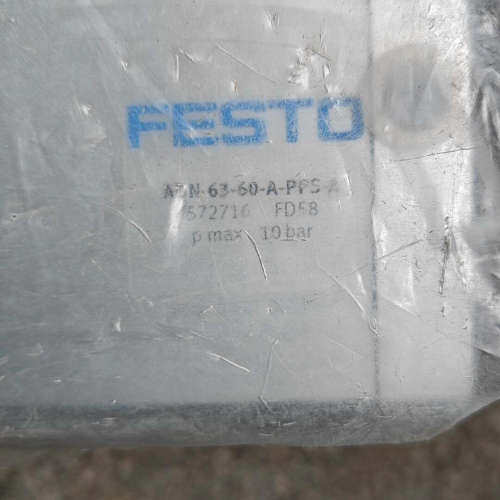 FESTO
ADN-63-60-A-PPS-A
572716 FD58
p max 10 bar